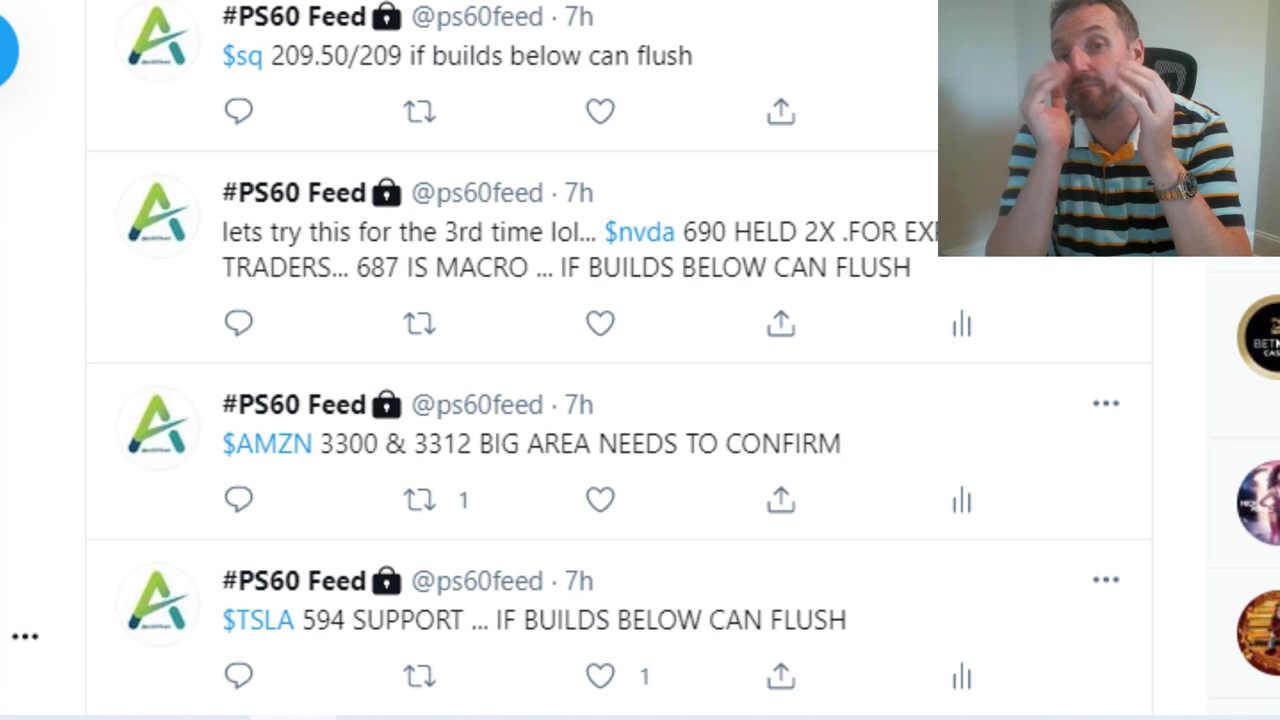 #PS60 Feed @ps60feed · 7h
$sq 209.50/209 if builds below can flush
#PS60 Feed @ps60feed · 7h
lets try this for the 3rd time lol... $nvda 690 HELD 2X .FOR
TRADERS... 687 IS MACRO ... IF BUILDS BELOW CAN FLUSH
#PS60 Feed @ps60feed · 7h
$AMZN 3300 & 3312 BIG AREA NEEDS TO CONFIRM
1
#PS60 Feed @ps60feed · 7h
$TSLA 594 SUPPORT ... IF BUILDS BELOW CAN FLUSH
1